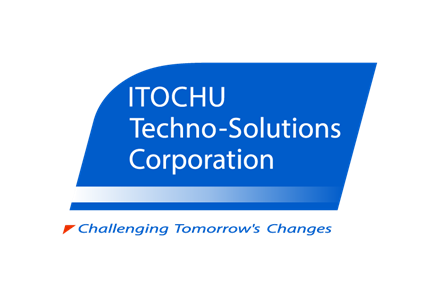 ITOCHU
Techno-Solutions
Corporation
Challenging Tomorrow's Changes